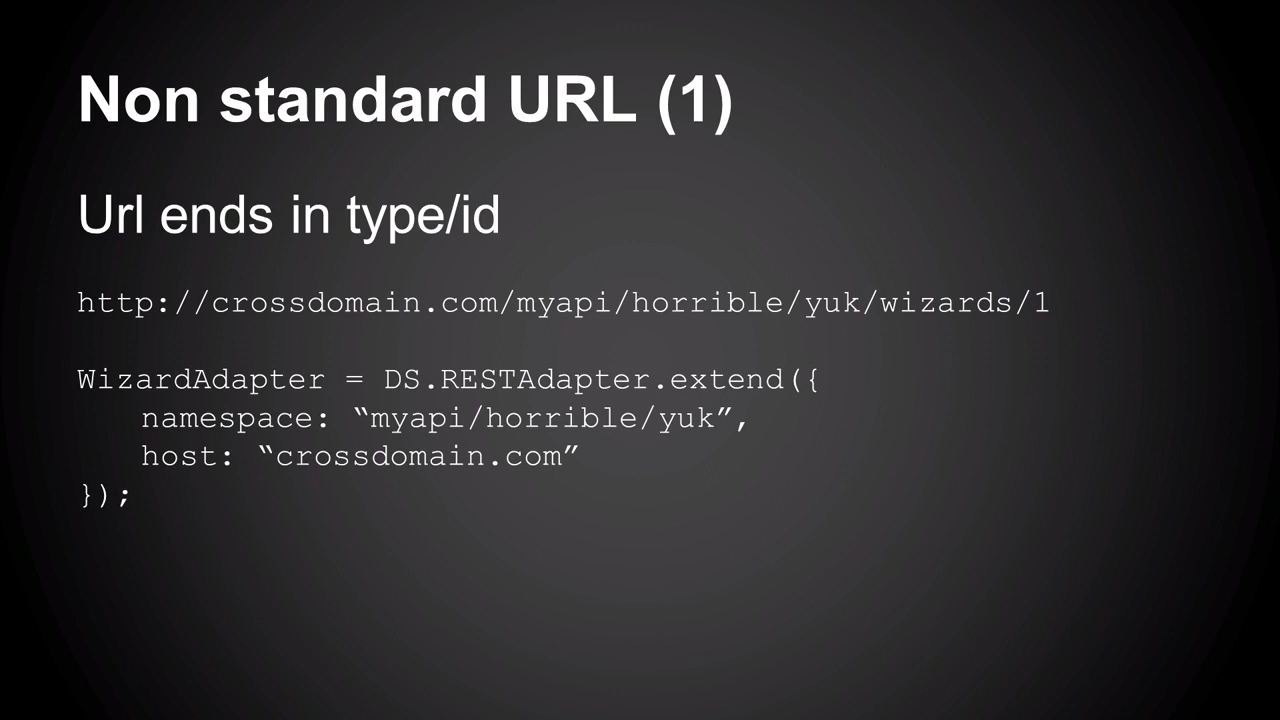 Non standard URL (1)
Url ends in type/id
http://crossdomain.com/myapi/horrible/yuk/wizards/1
WizardAdapter = DS.RESTAdapter.extend({
namespace: “myapi/horrible/yuk”,
host: “crossdomain.com”
});